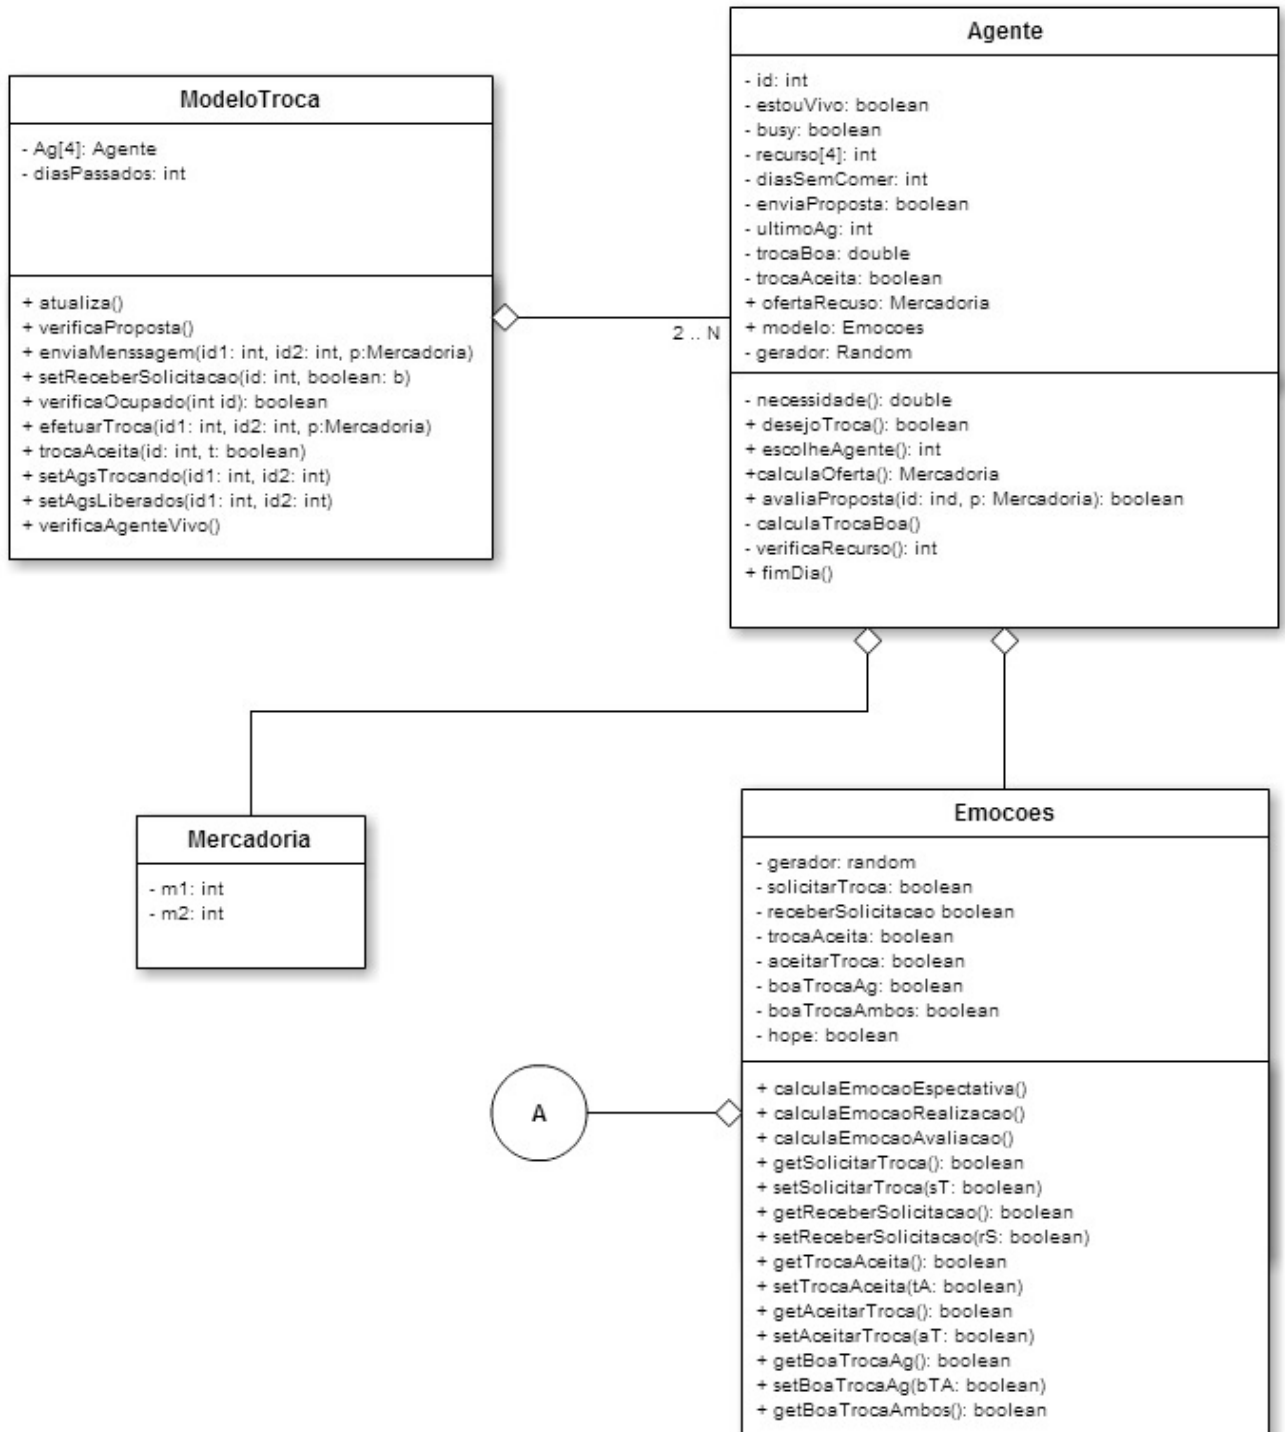 ModeloTroca
- Ag[4]: Agente
- diasPassados: int
+ atualiza()
+ verificaProposta()
+ enviaMenssagem(id1: int, id2: int, p:Mercadoria)
+ setReceberSolicitacao(id: int, boolean: b)
+ verificaOcupado(int id): boolean
+ efetuarTroca(id1: int, id2: int, p:Mercadoria)
+ trocaAceita(id: int, t: boolean)
+ setAgsTrocando(id1: int, id2: int)
+ setAgsLiberados(id1: int, id2: int)
+ verificaAgenteVivo()
2 .. N
Agente
- id: int
- estouVivo: boolean
- busy: boolean
- recurso[4]: int
- diasSemComer: int
- enviaProposta: boolean
- ultimoAg: int
- trocaBoa: double
- trocaAceita: boolean
+ ofertaRecuso: Mercadoria
+ modelo: Emocoes
- gerador: Random
- necessidade(): double
+ desejoTroca(): boolean
+ escolheAgente(): int
+calculaOferta(): Mercadoria
+ avaliaProposta(id: ind, p: Mercadoria): boolean
- calculaTrocaBoa()
- verificaRecurso(): int
+ fimDia()
Mercadoria
- m1: int
- m2: int
Emocoes
- gerador: random
- solicitarTroca: boolean
- receberSolicitacao boolean
- trocaAceita: boolean
- aceitarTroca: boolean
- boaTrocaAg: boolean
- boaTrocaAmbos: boolean
- hope: boolean
+ calculaEmocaoEspectativa()
+ calculaEmocaoRealizacao()
+ calculaEmocaoAvaliacao()
+ getSolicitarTroca(): boolean
+ setSolicitarTroca(sT: boolean)
+ getReceberSolicitacao(): boolean
+ setReceberSolicitacao(rS: boolean)
+ getTrocaAceita(): boolean
+ setTrocaAceita(tA: boolean)
+ getAceitarTroca(): boolean
+ setAceitarTroca(aT: boolean)
+ getBoaTrocaAg(): boolean
+ setBoaTrocaAg(bTA: boolean)
+ getBoaTrocaAmbos(): boolean
A